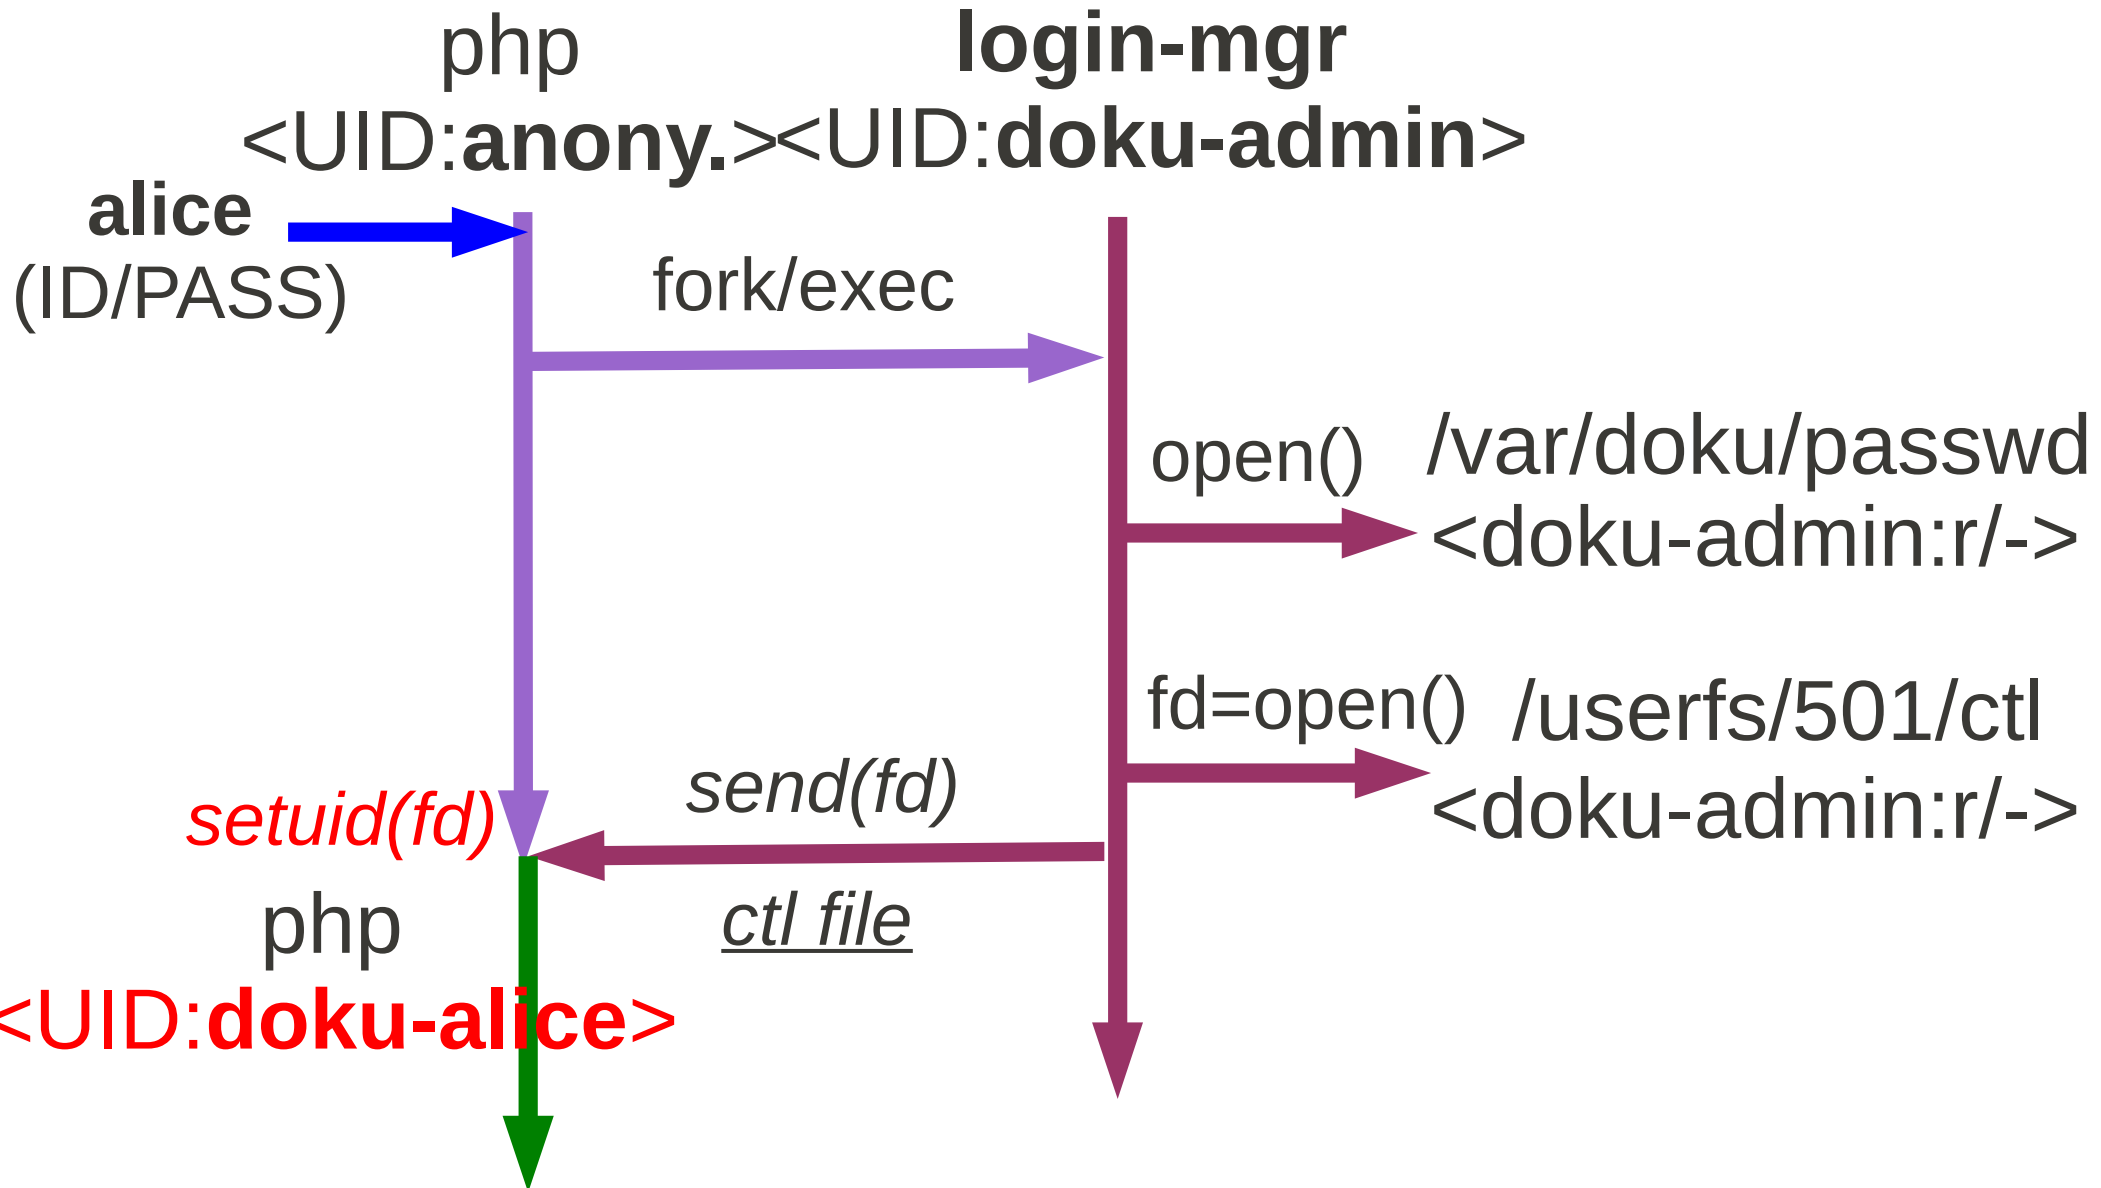 php
<UID:anony.>
login-mgr
<UID:doku-admin>
alice
(ID/PASS)
fork/exec
open()
/var/doku/passwd
<doku-admin:r/->
fd=open()
/userfs/501/ctl
<doku-admin:r/->
send(fd)
ctl file
setuid(fd)
php
<UID:doku-alice>